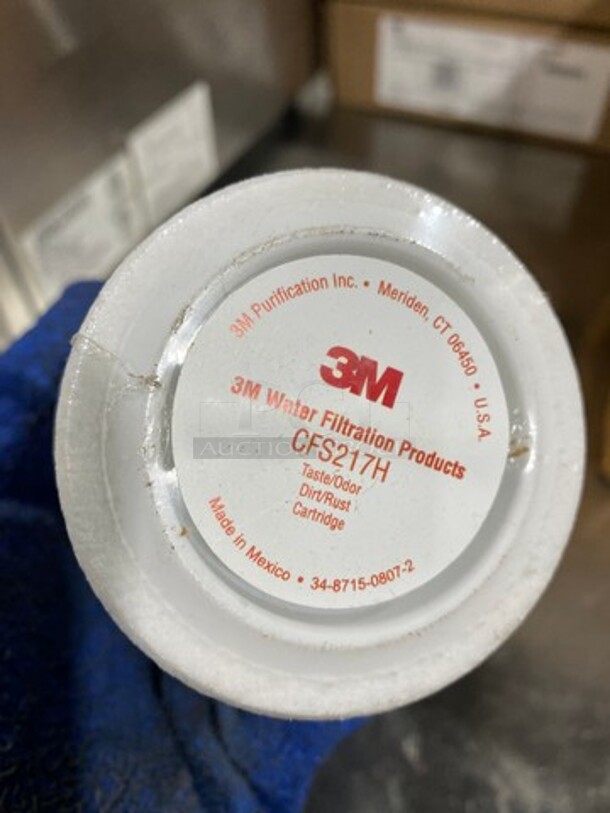 3M Purification Inc. • Meriden, CT 06450 • U.S.A.
3M
3M Water Filtration Products
CFS217H
Taste/Odor
Dirt/Rust
Cartridge
Made in Mexico • 34-8715-0807-2